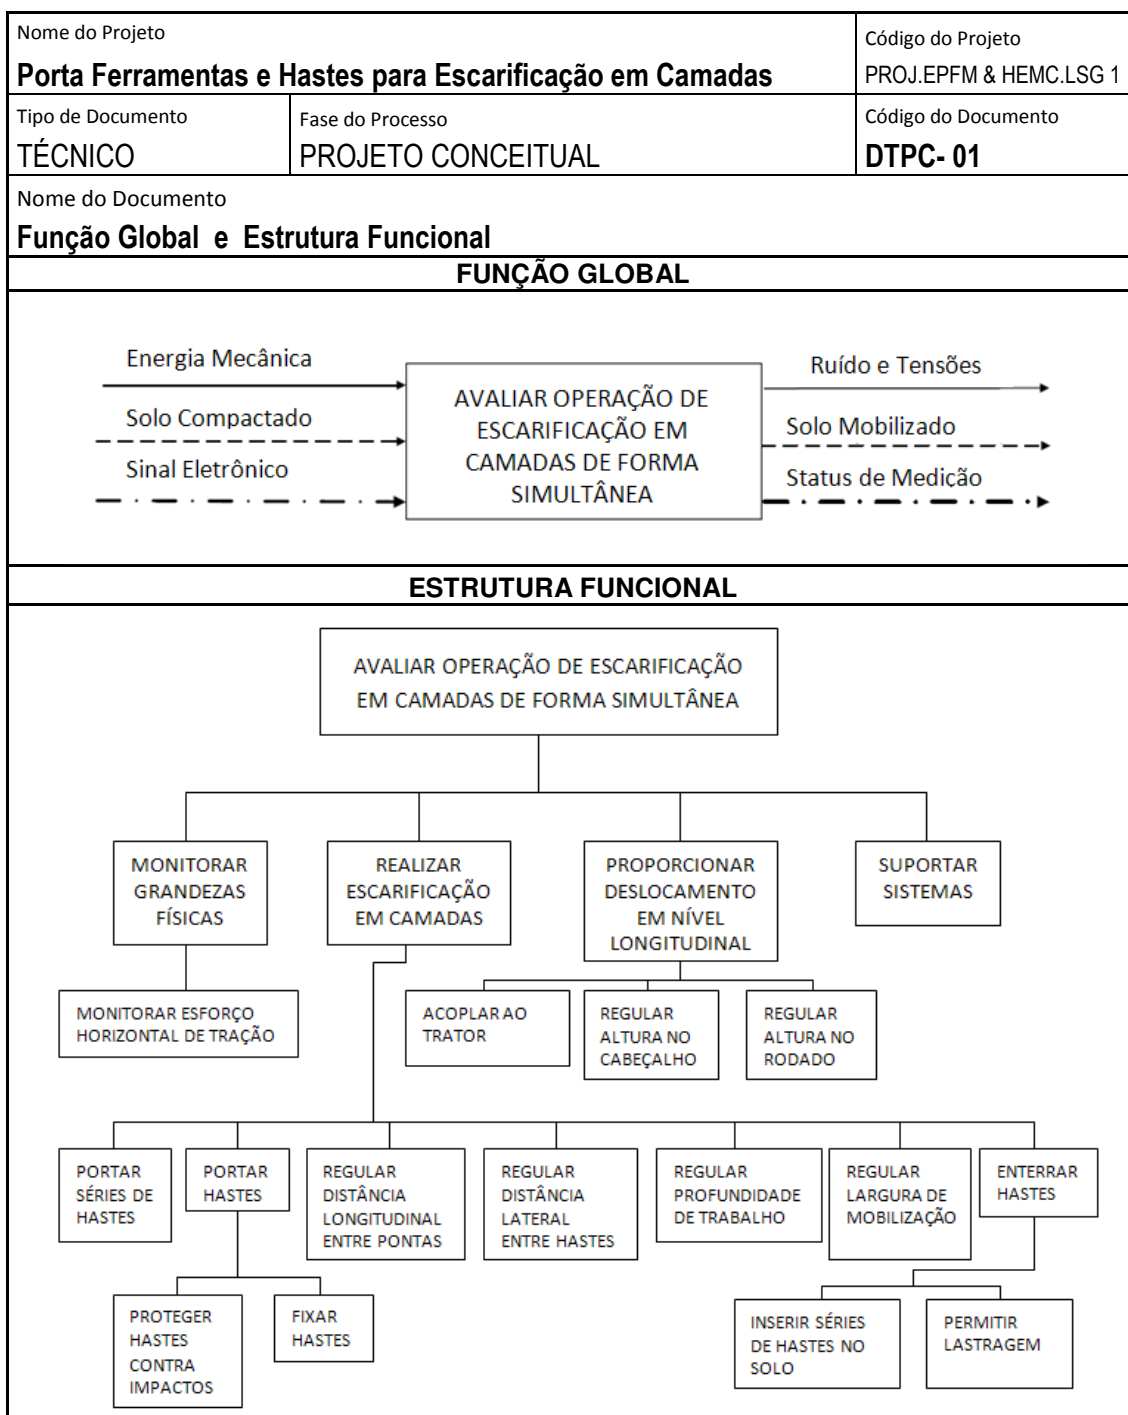 Nome do Projeto
Porta Ferramentas e Hastes para Escarificação em Camadas
Código do Projeto
PROJ.EPFM & HEMC.LSG 1
Tipo de Documento
TÉCNICO
Fase do Processo
PROJETO CONCEITUAL
Código do Documento
DTPC- 01
Nome do Documento
Função Global e Estrutura Funcional
FUNÇÃO GLOBAL
Energia Mecânica
Solo Compactado
Sinal Eletrônico
AVALIAR OPERAÇÃO DE
ESCARIFICAÇÃO EM
CAMADAS DE FORMA
SIMULTÂNEA
Ruído e Tensões
Solo Mobilizado
Status de Medição
ESTRUTURA FUNCIONAL
AVALIAR OPERAÇÃO DE ESCARIFICAÇÃO
EM CAMADAS DE FORMA SIMULTÂNEA
MONITORAR
GRANDEZAS
FÍSICAS
REALIZAR
ESCARIFICAÇÃO
EM CAMADAS
PROPORCIONAR
DESLOCAMENTO
EM NÍVEL
LONGITUDINAL
SUPORTAR
SISTEMAS
MONITORAR ESFORÇO
HORIZONTAL DE TRAÇÃO
ACOPLAR AO
TRATOR
REGULAR
ALTURA NO
CABEÇALHO
REGULAR
ALTURA NO
RODADO
PORTAR
SÉRIES DE
HASTES
PORTAR
HASTES
REGULAR
DISTÂNCIA
LONGITUDINAL
ENTRE PONTAS
REGULAR
DISTÂNCIA
LATERAL
ENTRE HASTES
REGULAR
PROFUNDIDADE
DE TRABALHO
REGULAR
LARGURA DE
MOBILIZAÇÃO
ENTERRAR
HASTES
PROTEGER
HASTES
CONTRA
IMPACTOS
FIXAR
HASTES
INSERIR SÉRIES
DE HASTES NO
SOLO
PERMITIR
LASTRAGEM